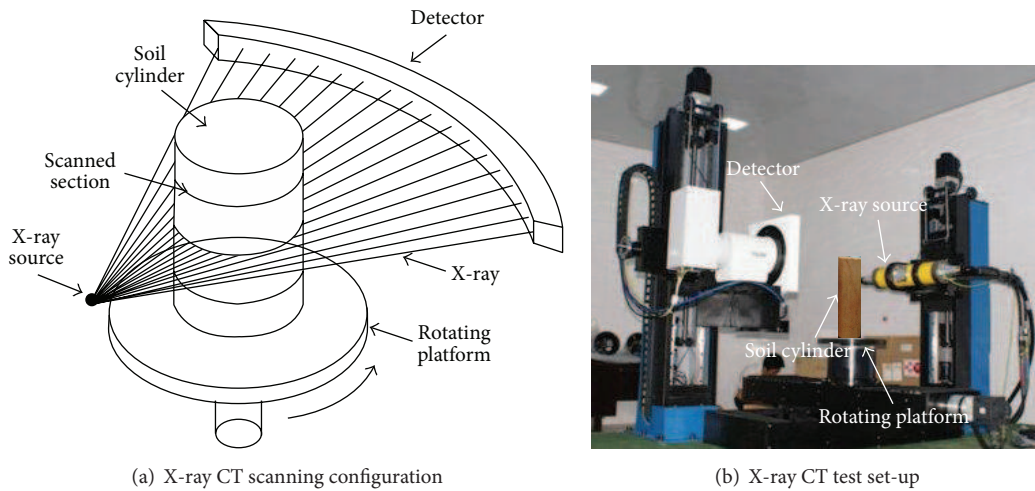 Detector
Soil
cylinder
Scanned
section
X-ray
source
X-ray
Rotating
platform
(a) X-ray CT scanning configuration
Detector
X-ray source
Soil cylinder
Rotating platform
(b) X-ray CT test set-up